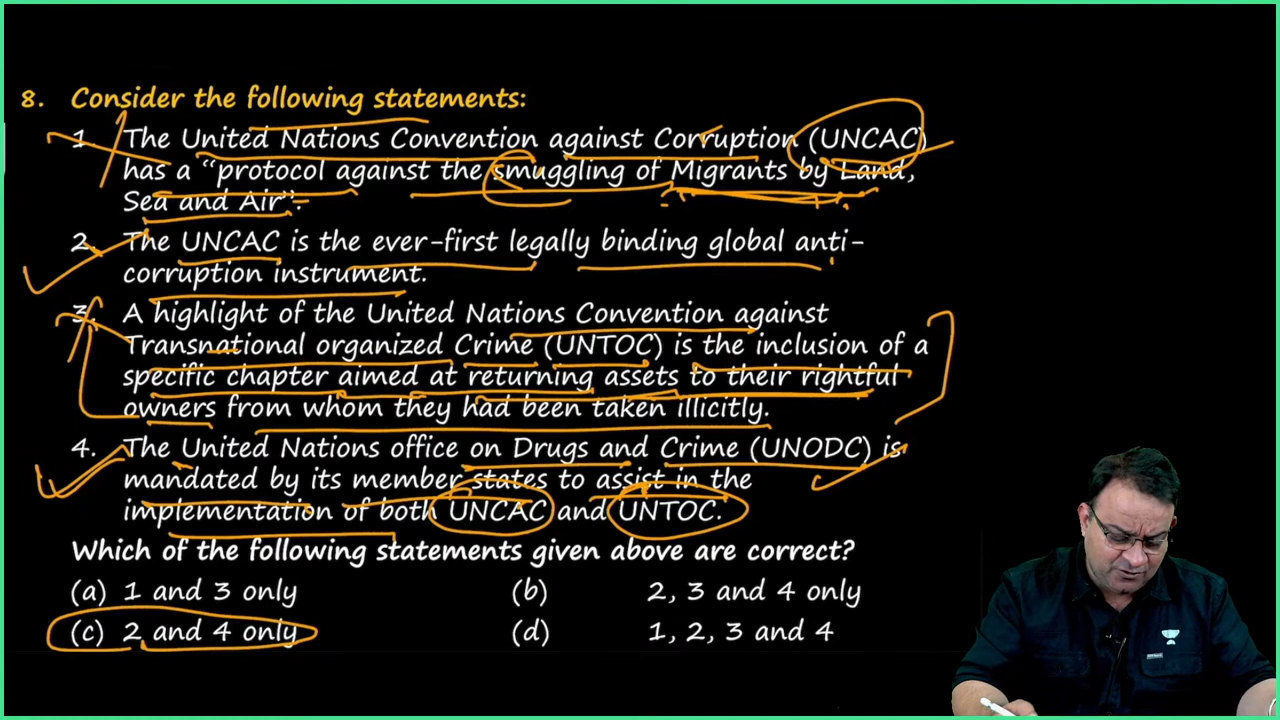 8. Consider the following statements:
1. The United Nations Convention against Corruption (UNCAC)
has a “protocol against the smuggling of Migrants by Land,
Sea and Air”.
2. The UNCAC is the ever-first legally binding global anti-
corruption instrument.
3. A highlight of the United Nations Convention against
Transnational organized Crime (UNTOC) is the inclusion of a
specific chapter aimed at returning assets to their rightful
owners from whom they had been taken illicitly.
4. The United Nations office on Drugs and Crime (UNODC) is
mandated by its member states to assist in the
implementation of both UNCAC and UNTOC.
Which of the following statements given above are correct?
(a) 1 and 3 only (b) 2, 3 and 4 only
(c) 2 and 4 only (d) 1, 2, 3 and 4